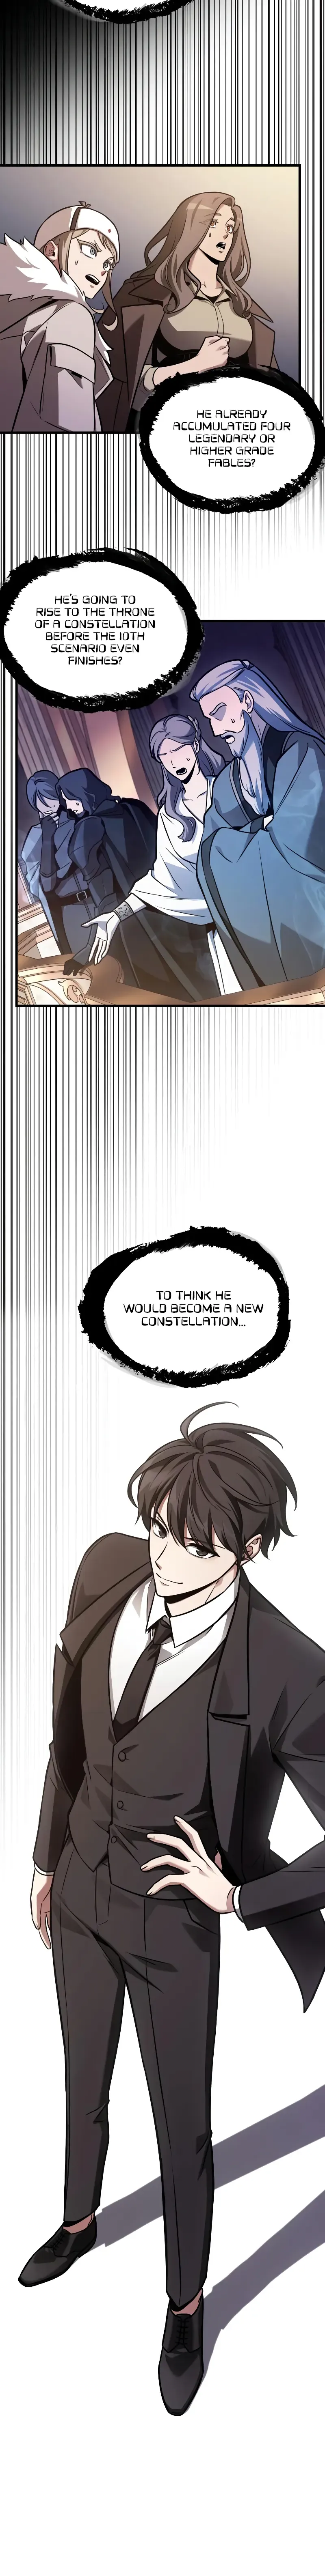 HE ALREADY
ACCUMULATED FOUR
LEGENDARY OR
HIGHER GRADE
FABLES?
HE'S GOING TO
RISE TO THE THRONE
OF A CONSTELLATION
BEFORE THE 10TH
SCENARIO EVEN
FINISHES?
TO THINK HE
WOULD BECOME A NEW
CONSTELLATION...